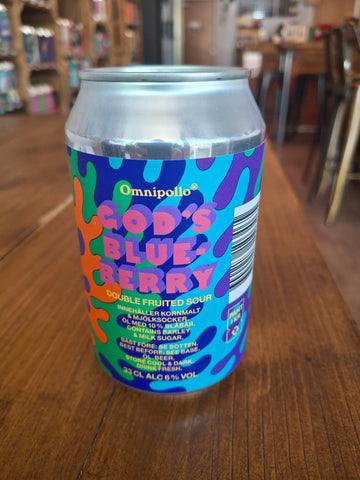 Omnipollo®
GOD'S
BLUE-
BERRY
DOUBLE FRUITED SOUR
INNEHÅLLER KORNMALT
& MJÖLKSOCKER.
ÖL MED 10% BLÅBÄR.
CONTAINS BARLEY
& MILK SUGAR
BÄST FÖRE: SE BOTTEN.
BEST BEFORE: SEE BASE.
ÖL. BEER.
STORE COOL & DARK.
DRINK FRESH.
33 CL ALC 6% VOL